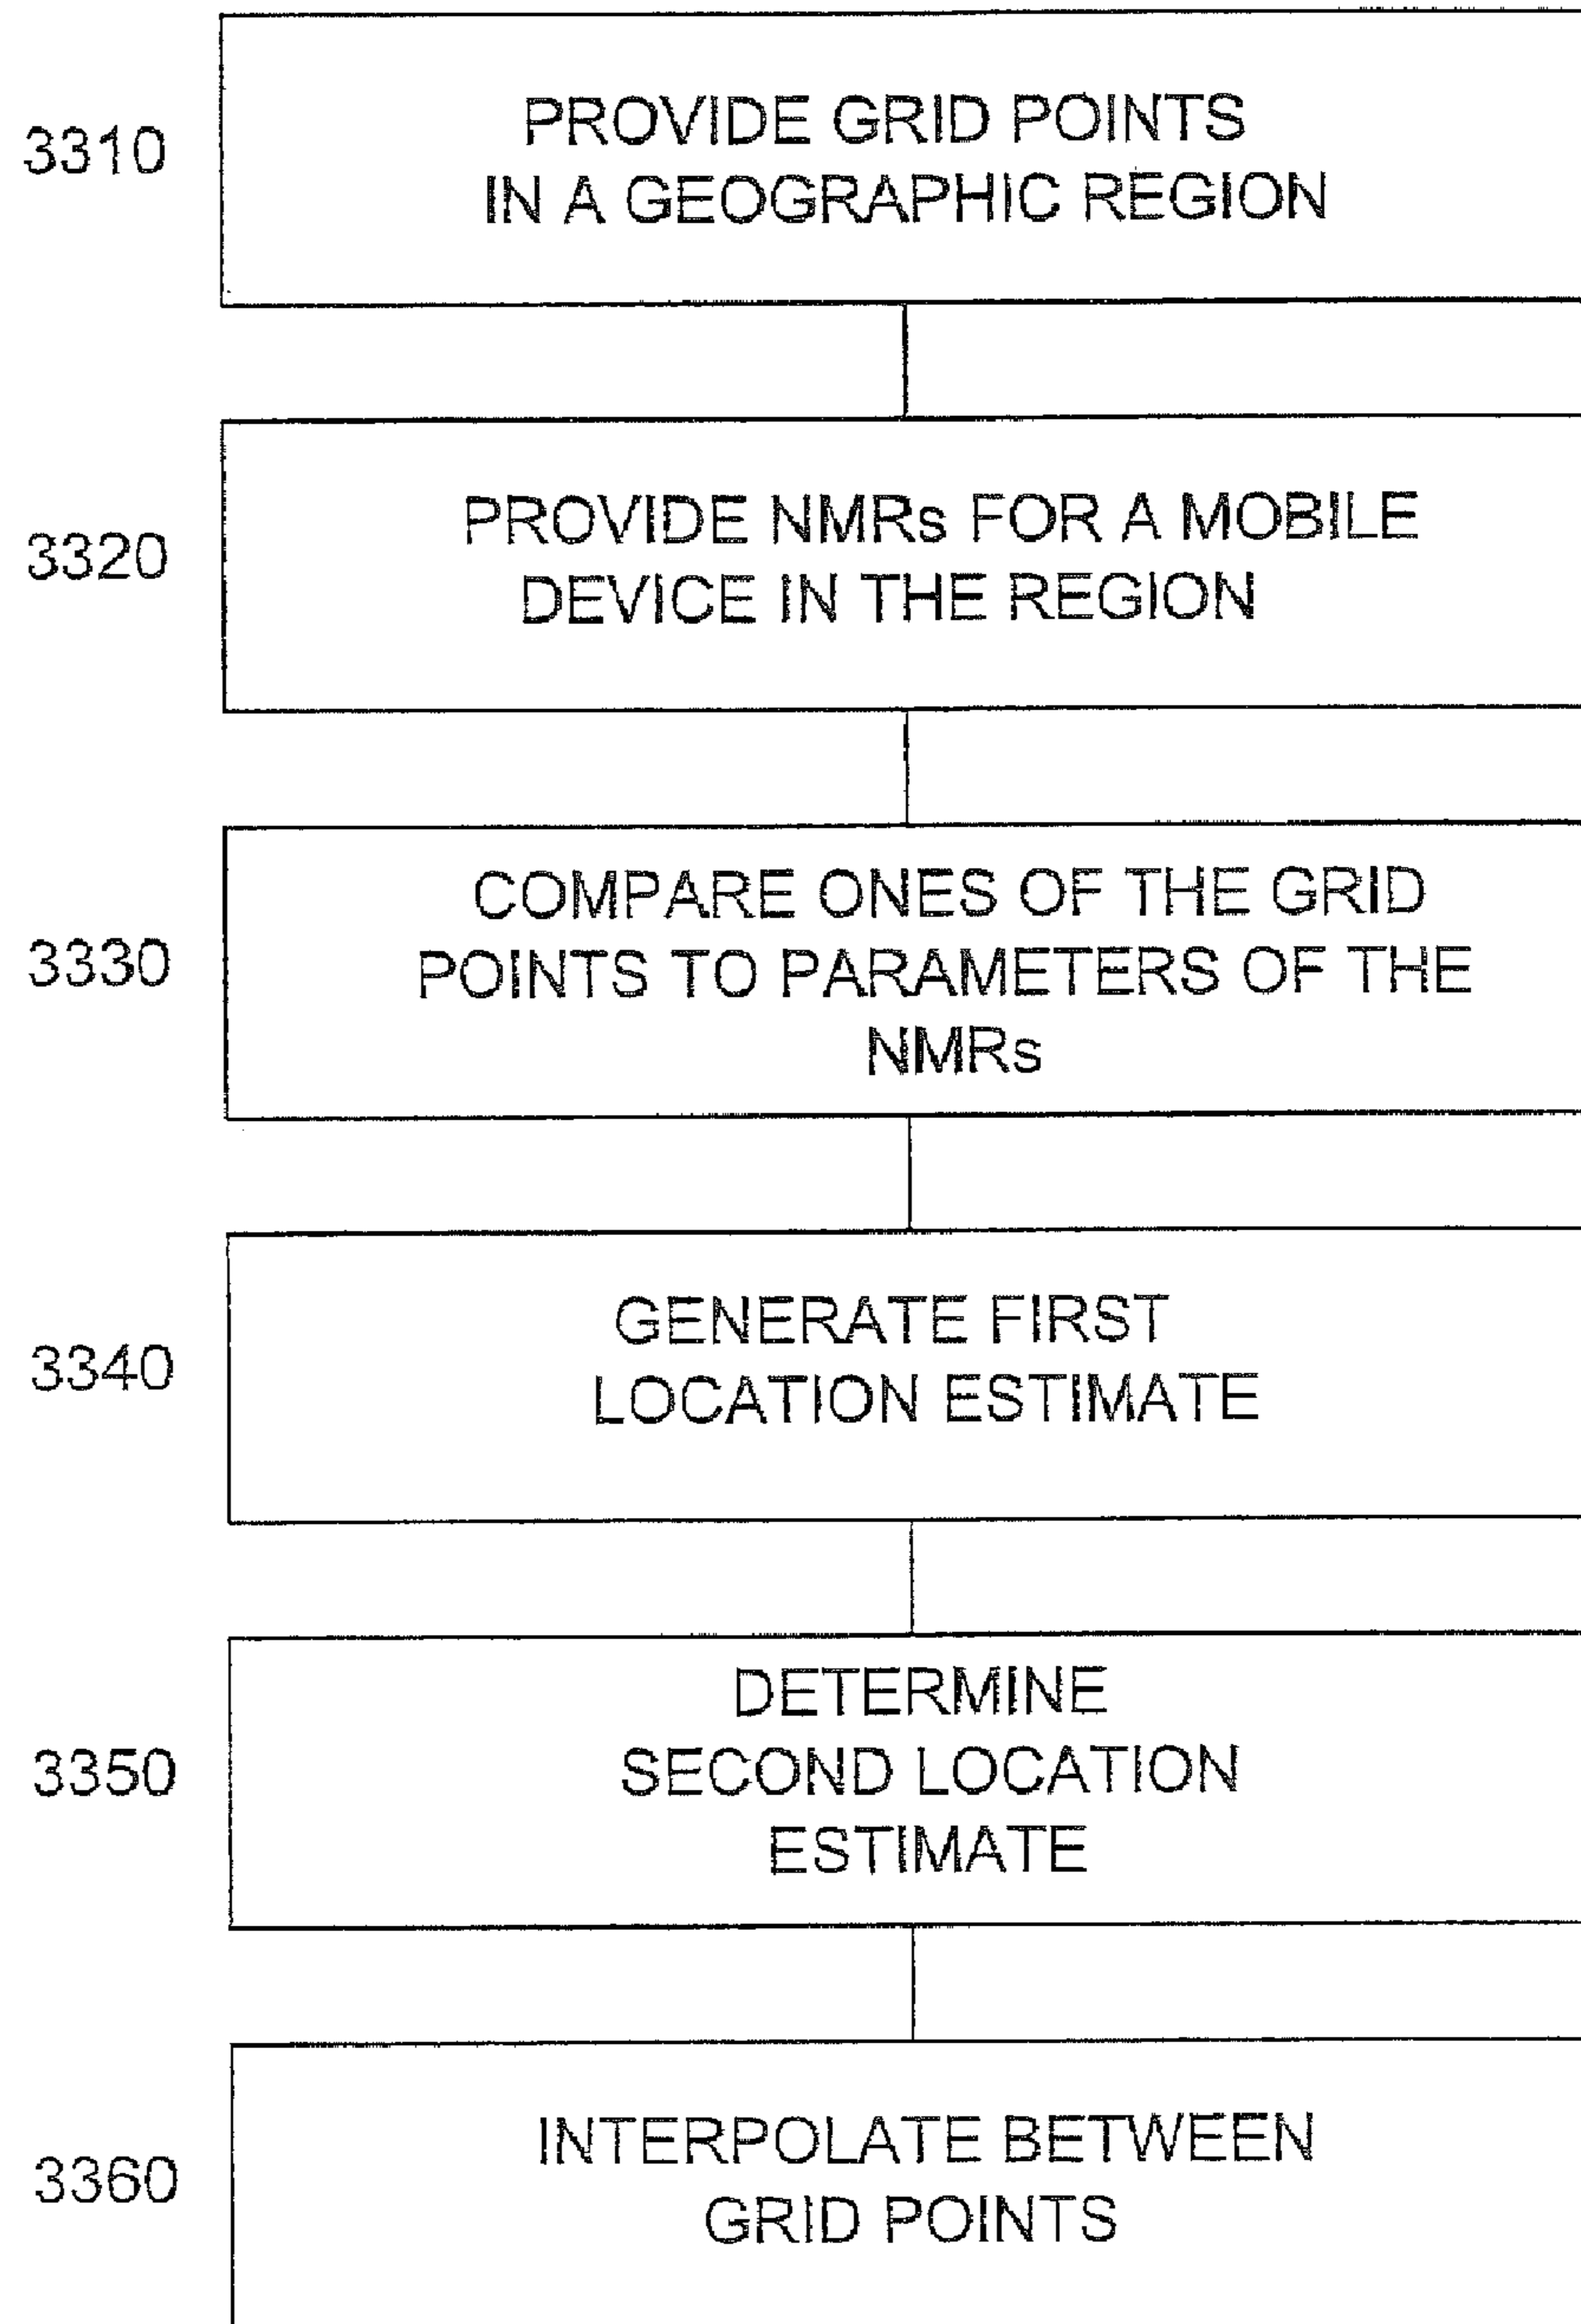 3310
PROVIDE GRID POINTS
IN A GEOGRAPHIC REGION
3320
PROVIDE NMRs FOR A MOBILE
DEVICE IN THE REGION
3330
COMPARE ONES OF THE GRID
POINTS TO PARAMETERS OF THE
NMRs
3340
GENERATE FIRST
LOCATION ESTIMATE
3350
DETERMINE
SECOND LOCATION
ESTIMATE
3360
INTERPOLATE BETWEEN
GRID POINTS